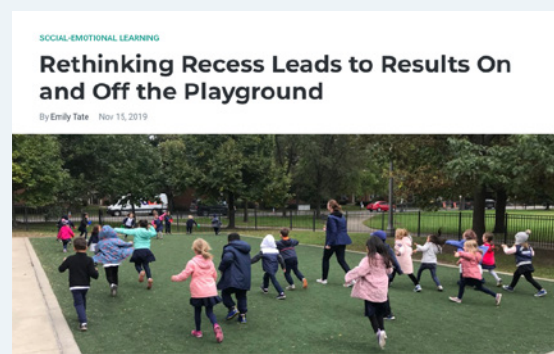 SOCIAL-EMOTIONAL LEARNING
Rethinking Recess Leads to Results On
and Off the Playground
By Emily Tate Nov 15, 2019